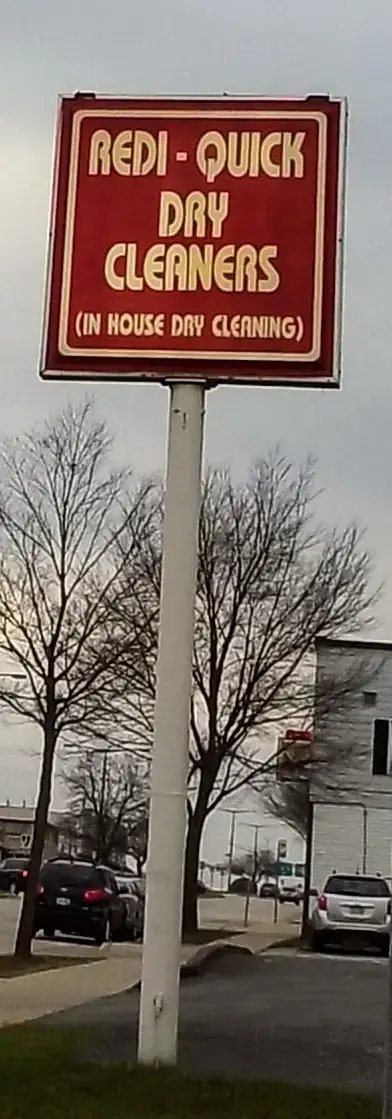 REDI - QUICK
DRY
CLEANERS
(IN HOUSE DRY CLEANING)